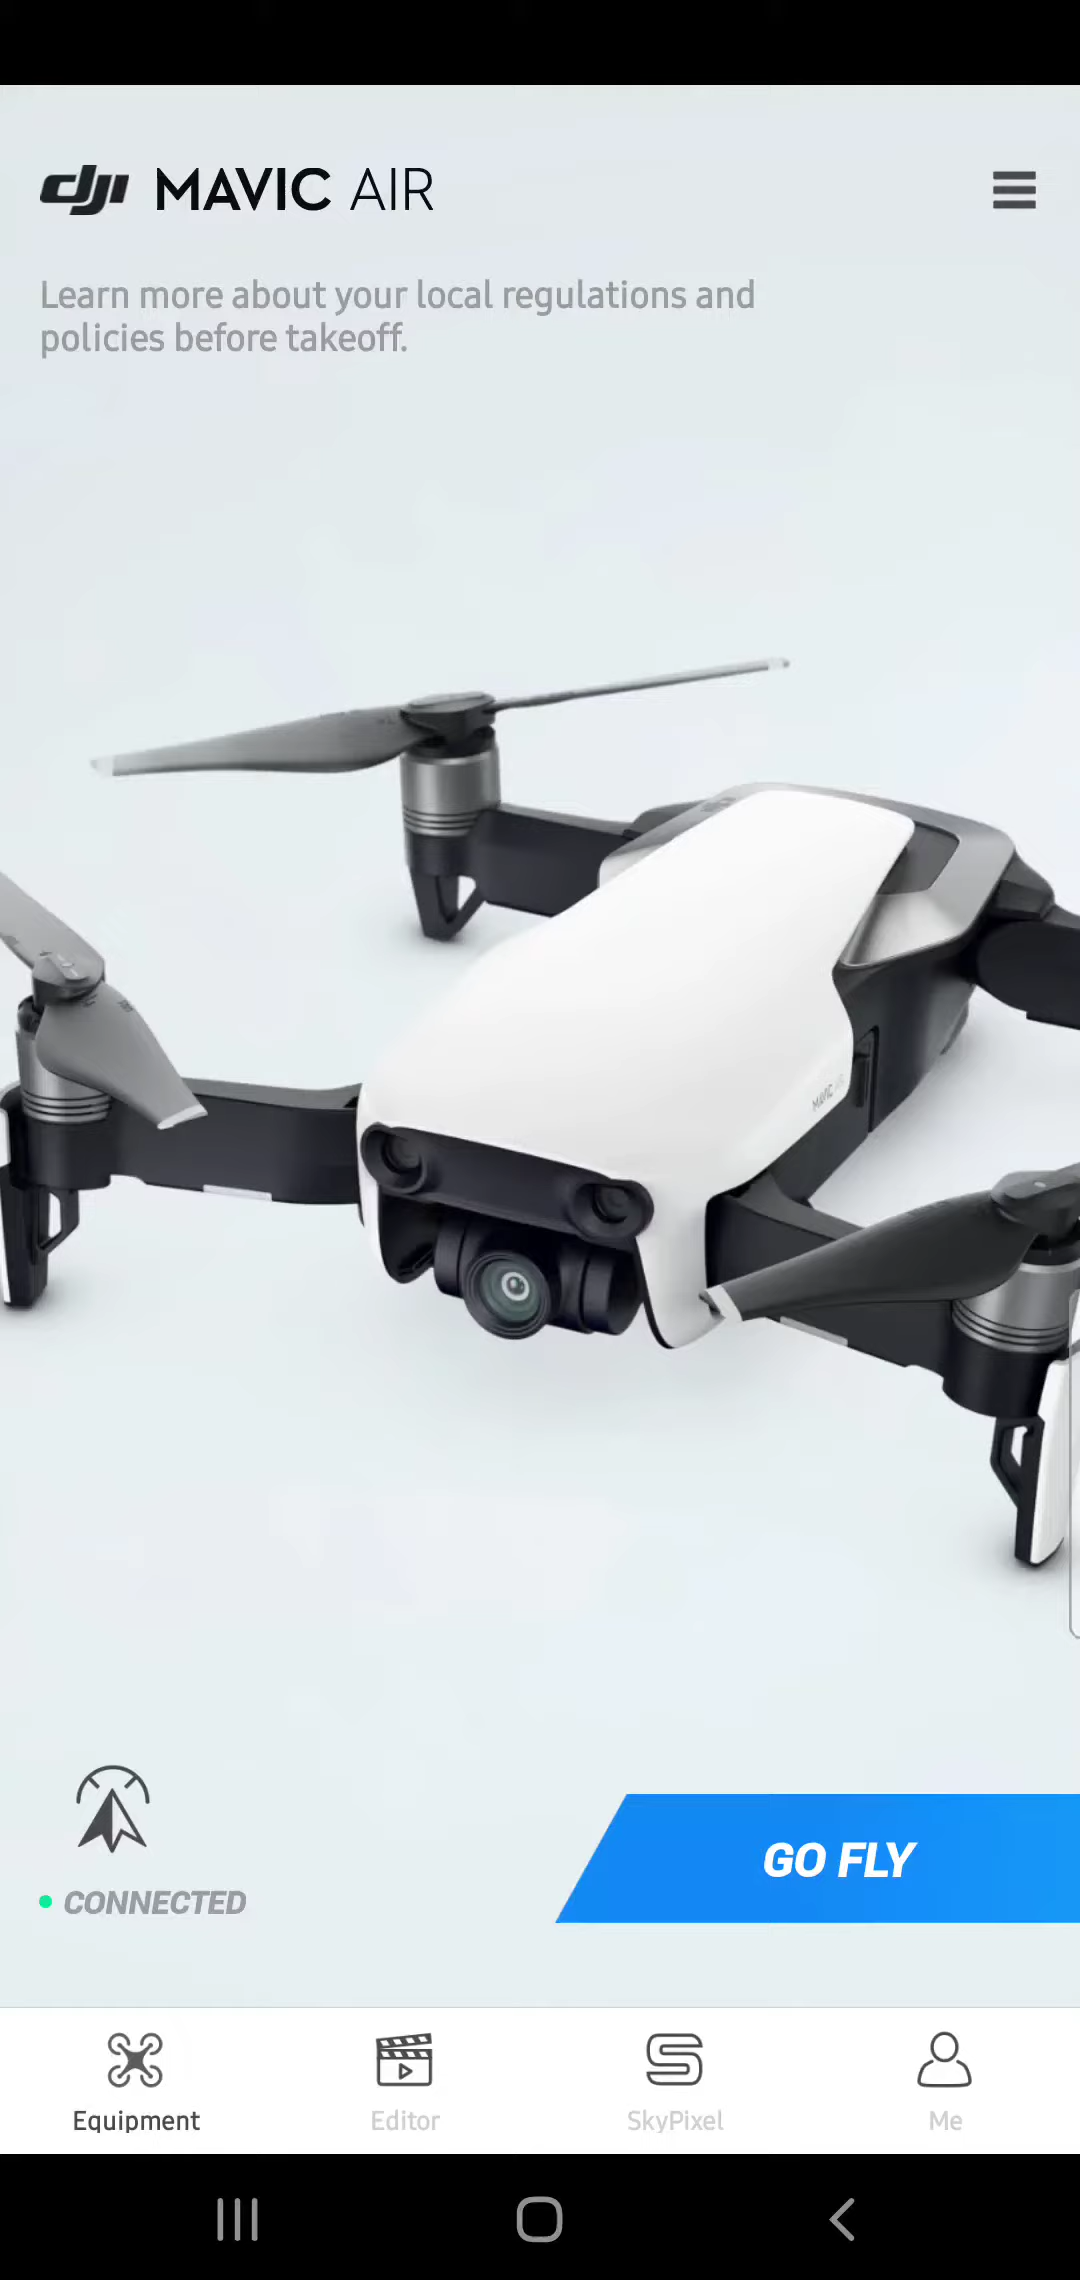 dji MAVIC AIR
Learn more about your local regulations and
policies before takeoff.
MAVIC
CONNECTED
GO FLY
Equipment
Editor
SkyPixel
Me